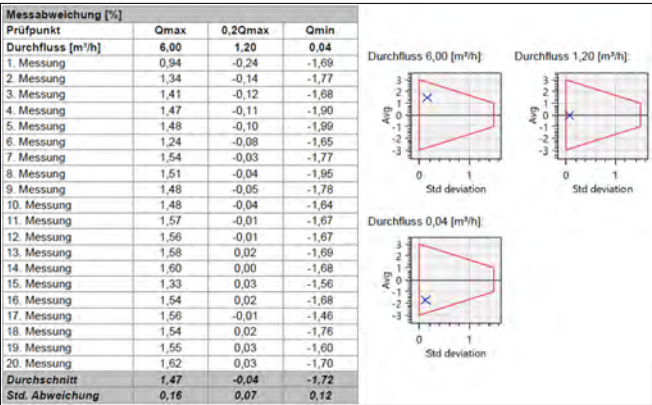 Messabweichung [%]
Prüfpunkt Qmax 0,2Qmax Qmin
Durchfluss [m³/h] 6,00 1,20 0,04
1. Messung 0,94 -0,24 -1,69
2. Messung 1,34 -0,14 -1,77
3. Messung 1,41 -0,12 -1,68
4. Messung 1,47 -0,11 -1,90
5. Messung 1,48 -0,10 -1,99
6. Messung 1,24 -0,08 -1,65
7. Messung 1,54 -0,03 -1,77
8. Messung 1,51 -0,04 -1,95
9. Messung 1,48 -0,05 -1,78
10. Messung 1,48 -0,04 -1,64
11. Messung 1,57 -0,01 -1,67
12. Messung 1,56 -0,01 -1,67
13. Messung 1,58 0,02 -1,69
14. Messung 1,60 0,00 -1,68
15. Messung 1,33 0,03 -1,56
16. Messung 1,54 0,02 -1,68
17. Messung 1,56 -0,01 -1,46
18. Messung 1,54 0,02 -1,76
19. Messung 1,55 0,03 -1,60
20. Messung 1,62 0,03 -1,70
Durchschnitt 1,47 -0,04 -1,72
Std. Abweichung 0,16 0,07 0,12
Durchfluss 6,00 [m³/h]:
3
2
1
0
-1
-2
-3
Avg
0 1
Std deviation
Durchfluss 1,20 [m³/h]:
3
2
1
0
-1
-2
-3
Avg
0 1
Std deviation
Durchfluss 0,04 [m³/h]:
3
2
1
0
-1
-2
-3
Avg
0 1
Std deviation